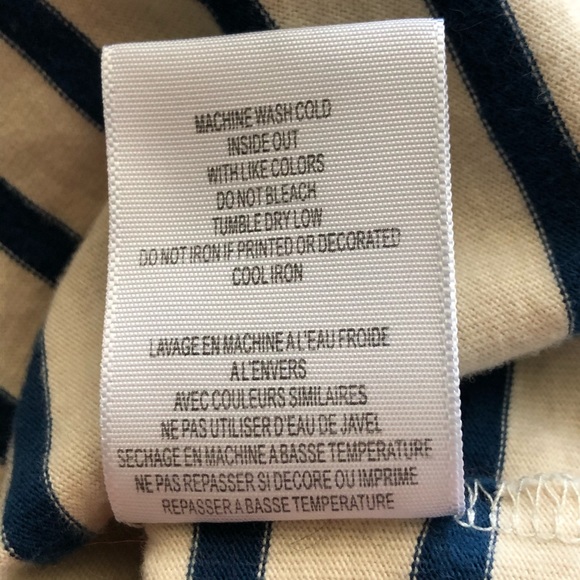 MACHINE WASH COLD
INSIDE OUT
WITH LIKE COLORS
DO NOT BLEACH
TUMBLE DRY LOW
DO NOT IRON IF PRINTED OR DECORATED
COOL IRON
LAVAGE EN MACHINE A L'EAU FROIDE
A L'ENVERS
AVEC COULEURS SIMILAIRES
NE PAS UTILISER D'EAU DE JAVEL
SECHAGE EN MACHINE A BASSE TEMPERATURE
NE PAS REPASSER SI DECORE OU IMPRIME
REPASSER A BASSE TEMPERATURE